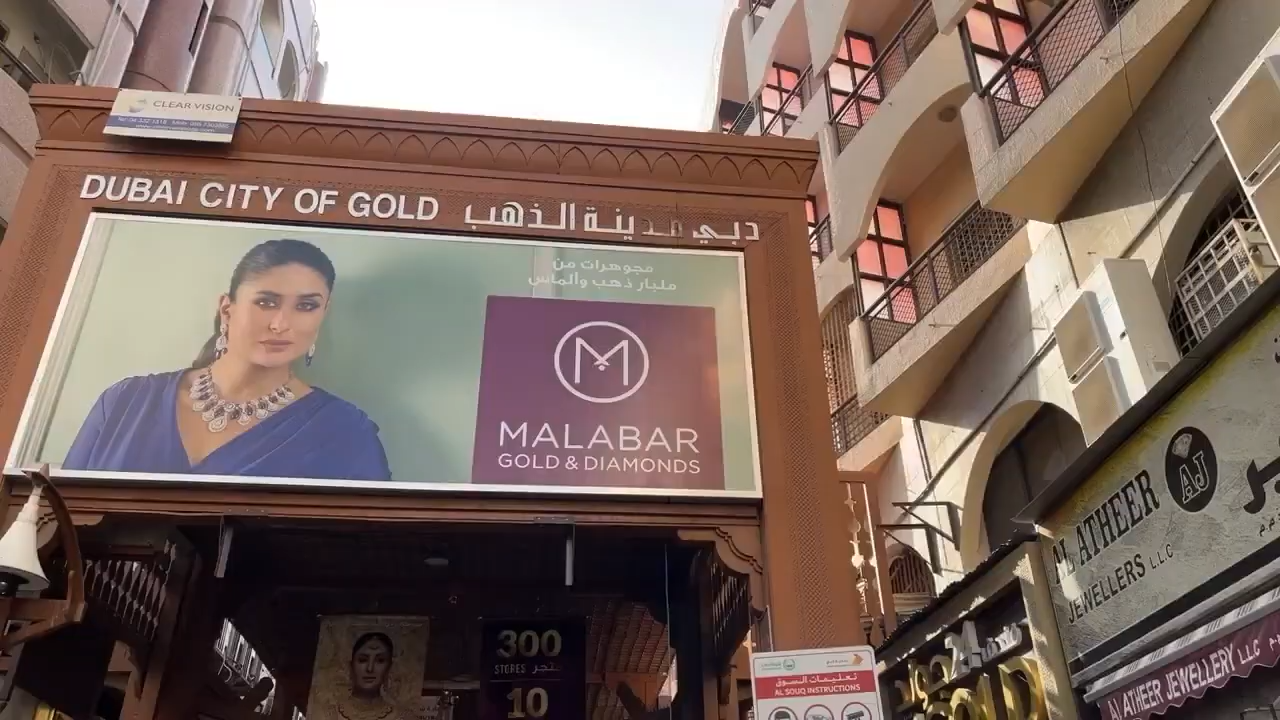 CLEAR VISION
DUBAI CITY OF GOLD دبي مدينة الذهب
مجوهرات من
مليار ذهب والماس
M
MALABAR
GOLD & DIAMONDS
AL ATHEER AJ
JEWELLERS L.L.C
AL ATHEER JEWELLERY LLC
300
STORES متجر
10
تعليمات السوق
AL SOUQ INSTRUCTIONS
GOLD